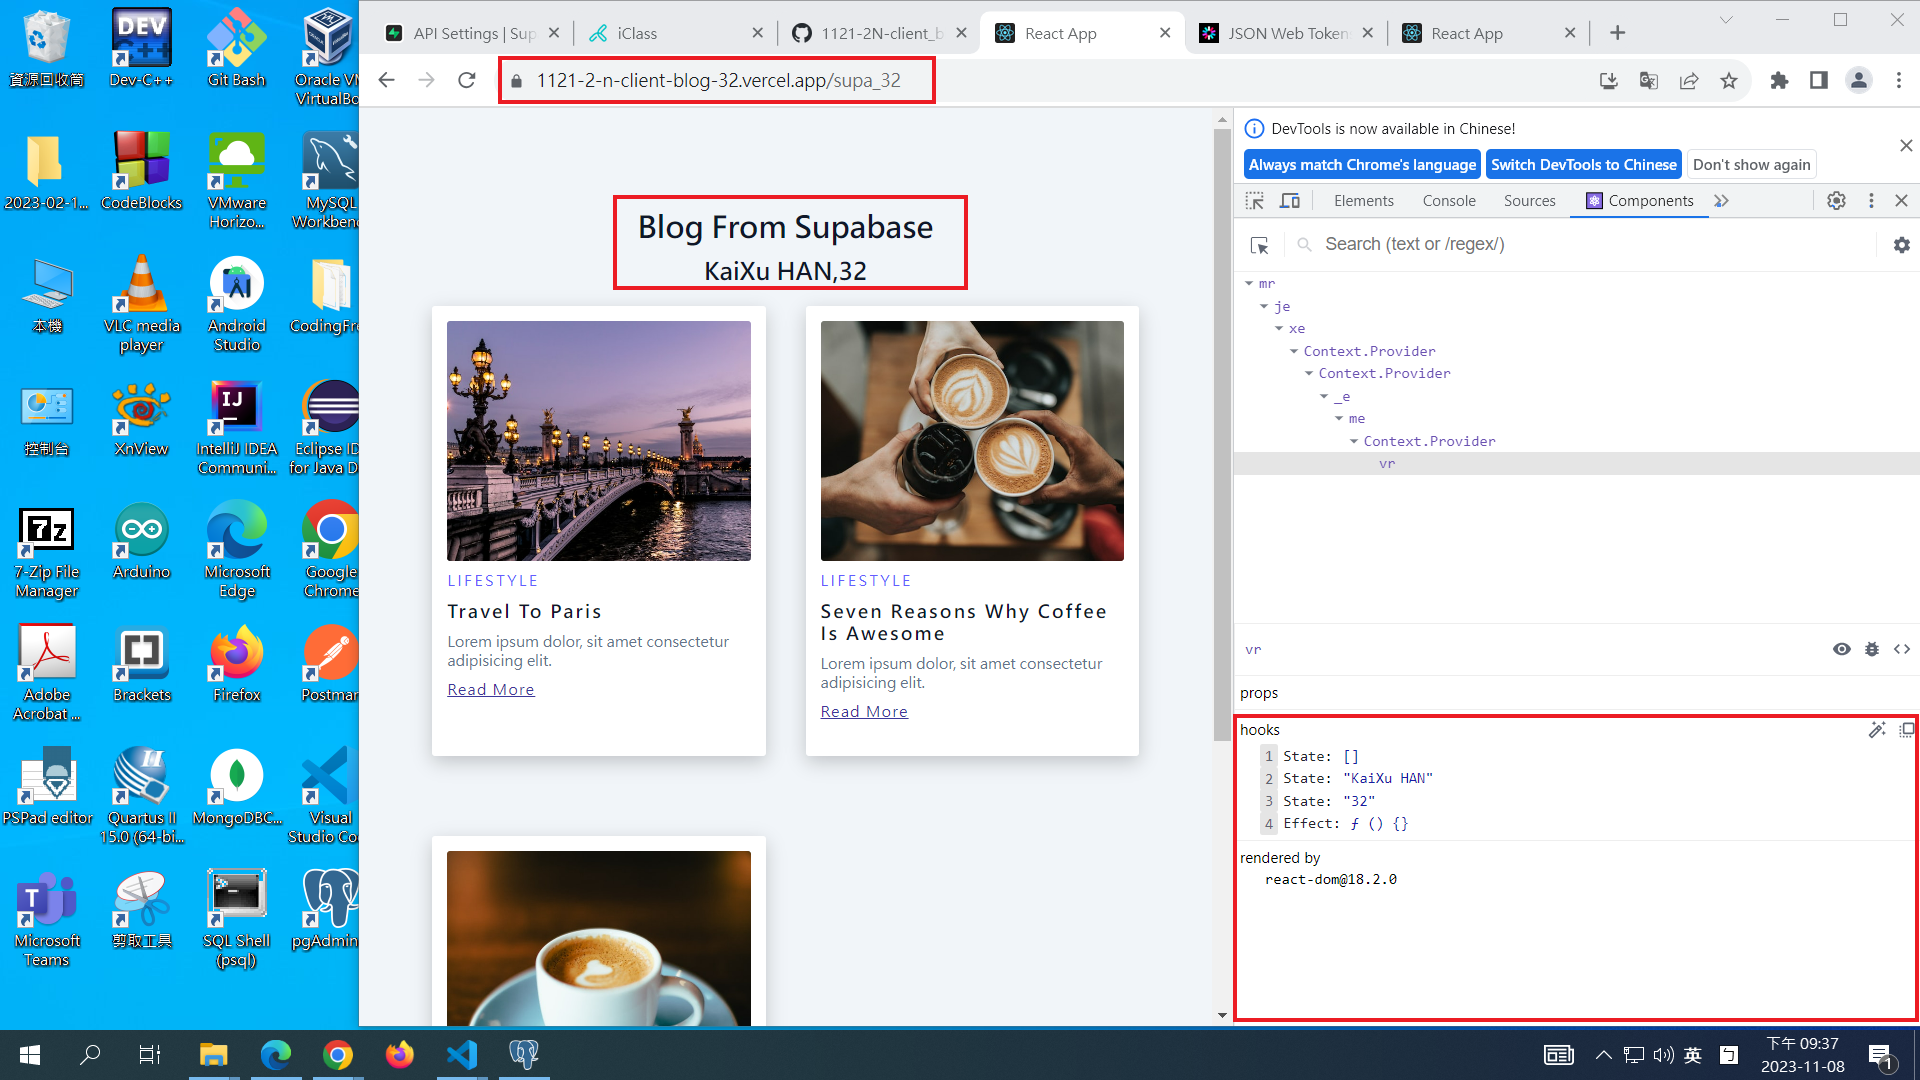 資源回收筒
Dev-C++
Git Bash
Oracle VM
VirtualBo
2023-02-1...
CodeBlocks
VMware
Horizo...
MySQL
Workbenc
本機
VLC media
player
Android
Studio
CodingFre
控制台
XnView
IntelliJ IDEA
Communi...
Eclipse ID
for Java D
7-Zip File
Manager
Arduino
Microsoft
Edge
Google
Chrome
Adobe
Acrobat ...
Brackets
Firefox
Postman
PSPad editor
Quartus II
15.0 (64-bi...
MongoDBC...
Visual
Studio Co
Microsoft
Teams
剪取工具
SQL Shell
(psql)
pgAdmin
API Settings | Sup
iClass
1121-2N-client_b
React App
JSON Web Token
React App
1121-2-n-client-blog-32.vercel.app/supa_32
Blog From Supabase
KaiXu HAN,32
LIFESTYLE
Travel To Paris
Lorem ipsum dolor, sit amet consectetur
adipisicing elit.
Read More
LIFESTYLE
Seven Reasons Why Coffee
Is Awesome
Lorem ipsum dolor, sit amet consectetur
adipisicing elit.
Read More
DevTools is now available in Chinese!
Always match Chrome's language
Switch DevTools to Chinese
Don't show again
Elements
Console
Sources
Components
Search (text or /regex/)
mr
je
xe
Context.Provider
Context.Provider
_e
me
Context.Provider
vr
vr
props
hooks
1 State: []
2 State: "KaiXu HAN"
3 State: "32"
4 Effect: ƒ () {}
rendered by
react-dom@18.2.0
英
下午 09:37
2023-11-08
1